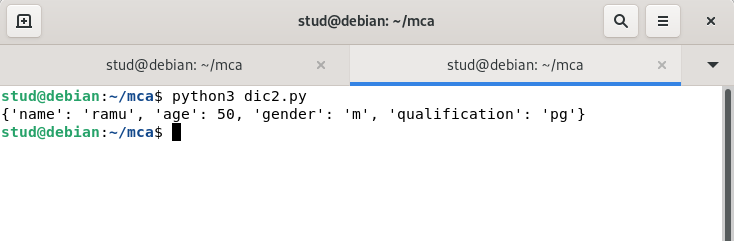 stud@debian: ~/mca
stud@debian: ~/mca
stud@debian: ~/mca
stud@debian:~/mca$ python3 dic2.py
{'name': 'ramu', 'age': 50, 'gender': 'm', 'qualification': 'pg'}
stud@debian:~/mca$